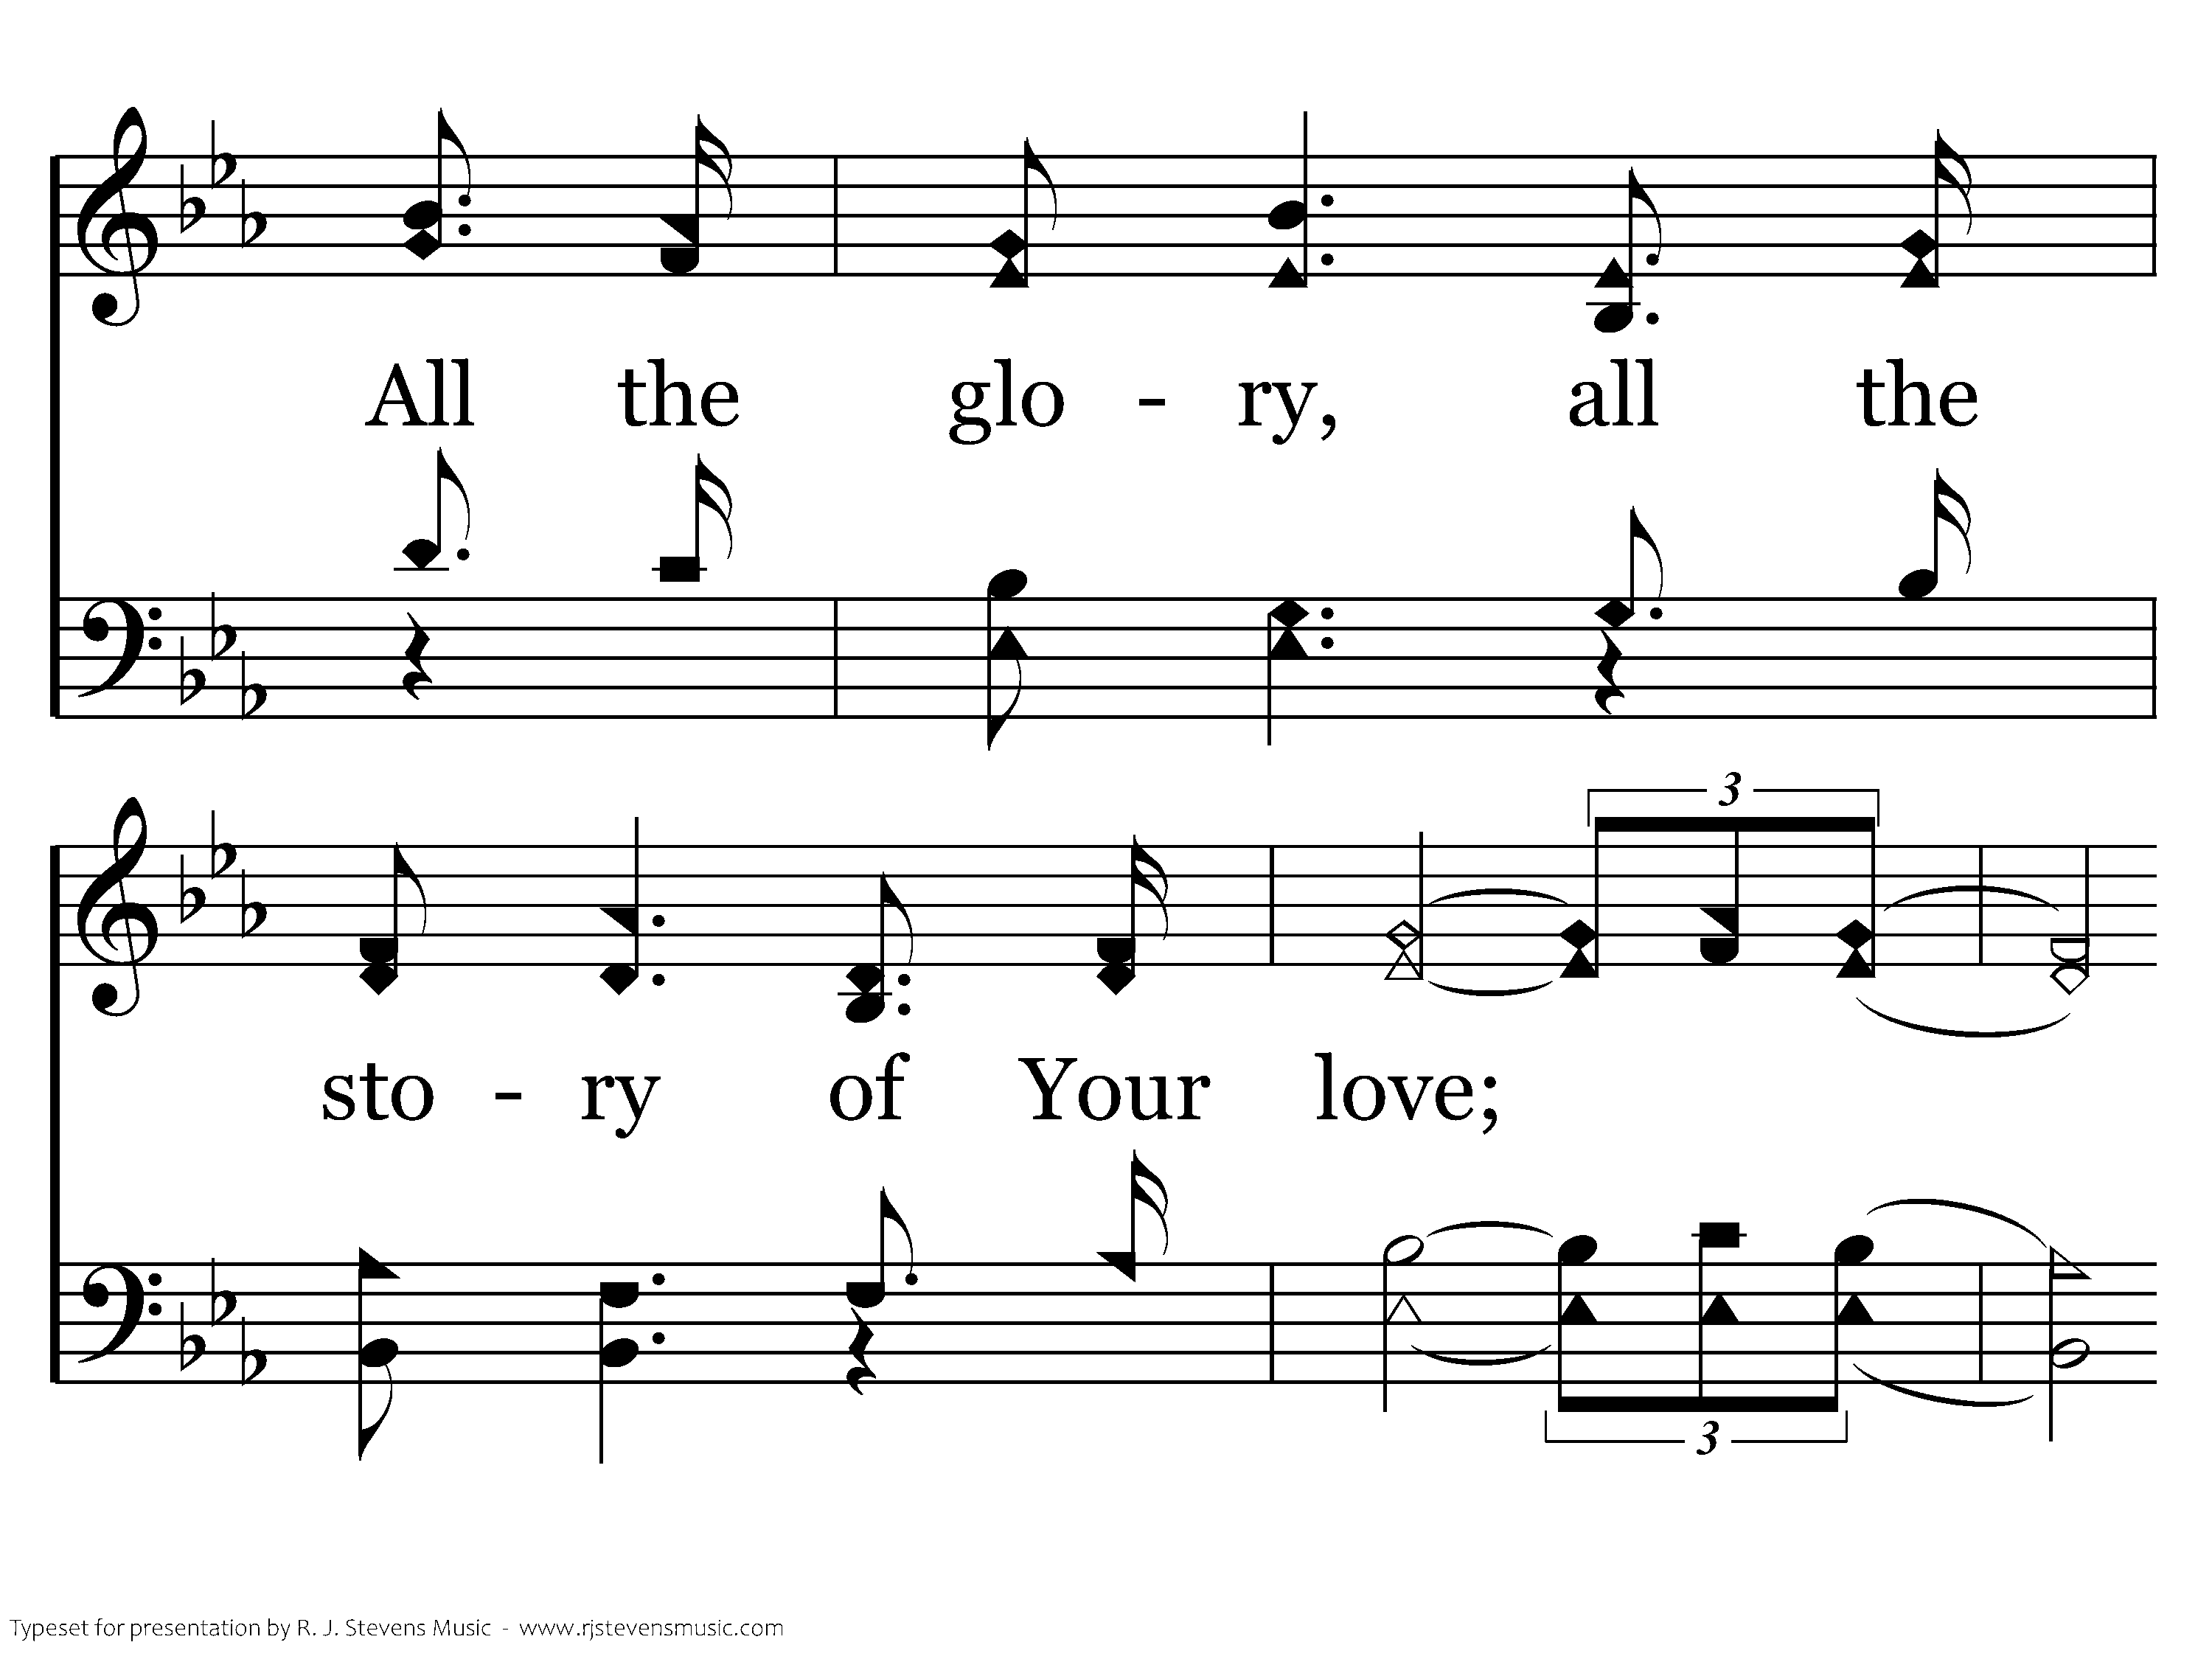 All the glo - ry, all the
3
sto - ry of Your love;
3
Typeset for presentation by R. J. Stevens Music - www.rjstevensmusic.com